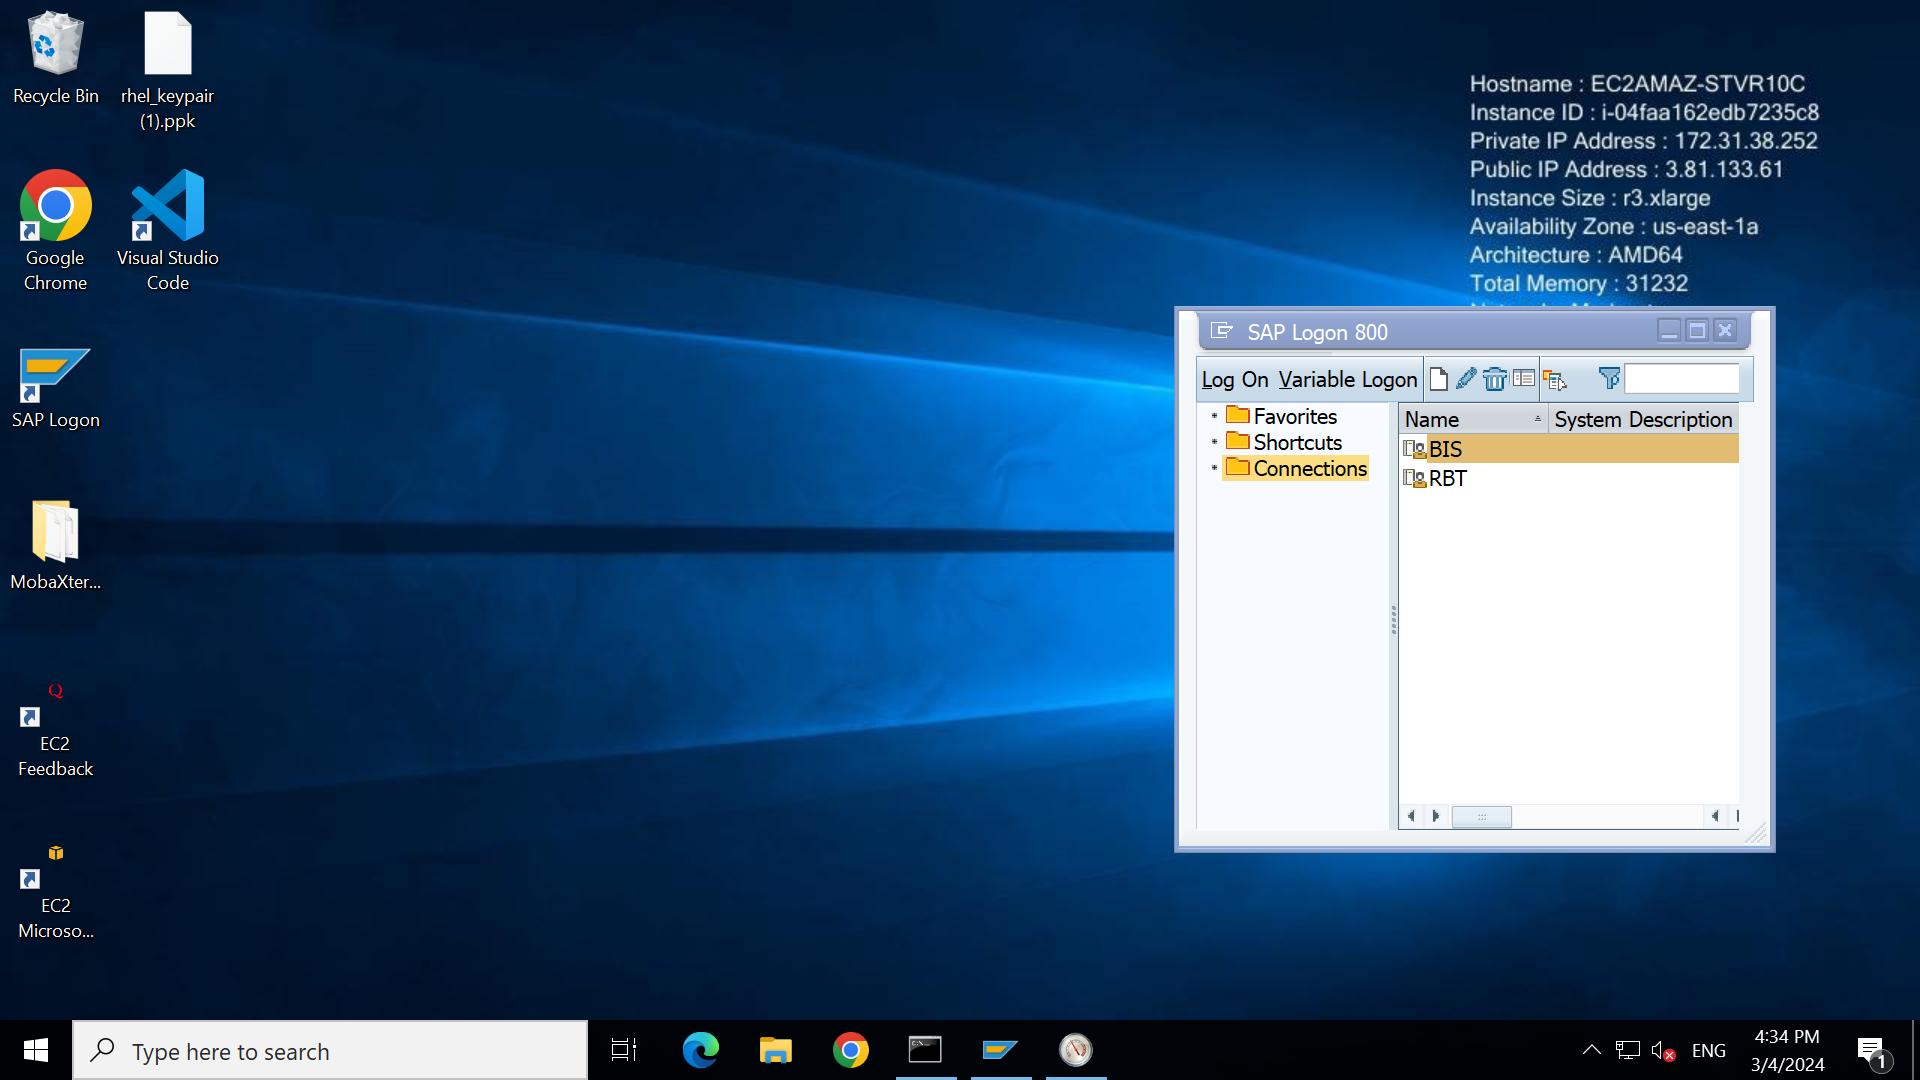 Recycle Bin
rhel_keypair
(1).ppk
Google
Chrome
Visual Studio
Code
SAP Logon
MobaXter...
Q
EC2
Feedback
EC2
Microso...
Hostname : EC2AMAZ-STVR10C
Instance ID : i-04faa162edb7235c8
Private IP Address : 172.31.38.252
Public IP Address : 3.81.133.61
Instance Size : r3.xlarge
Availability Zone : us-east-1a
Architecture : AMD64
Total Memory : 31232
SAP Logon 800
Log On Variable Logon
Favorites
Shortcuts
Connections
Name System Description
BIS
RBT
Type here to search
ENG
4:34 PM
3/4/2024
1